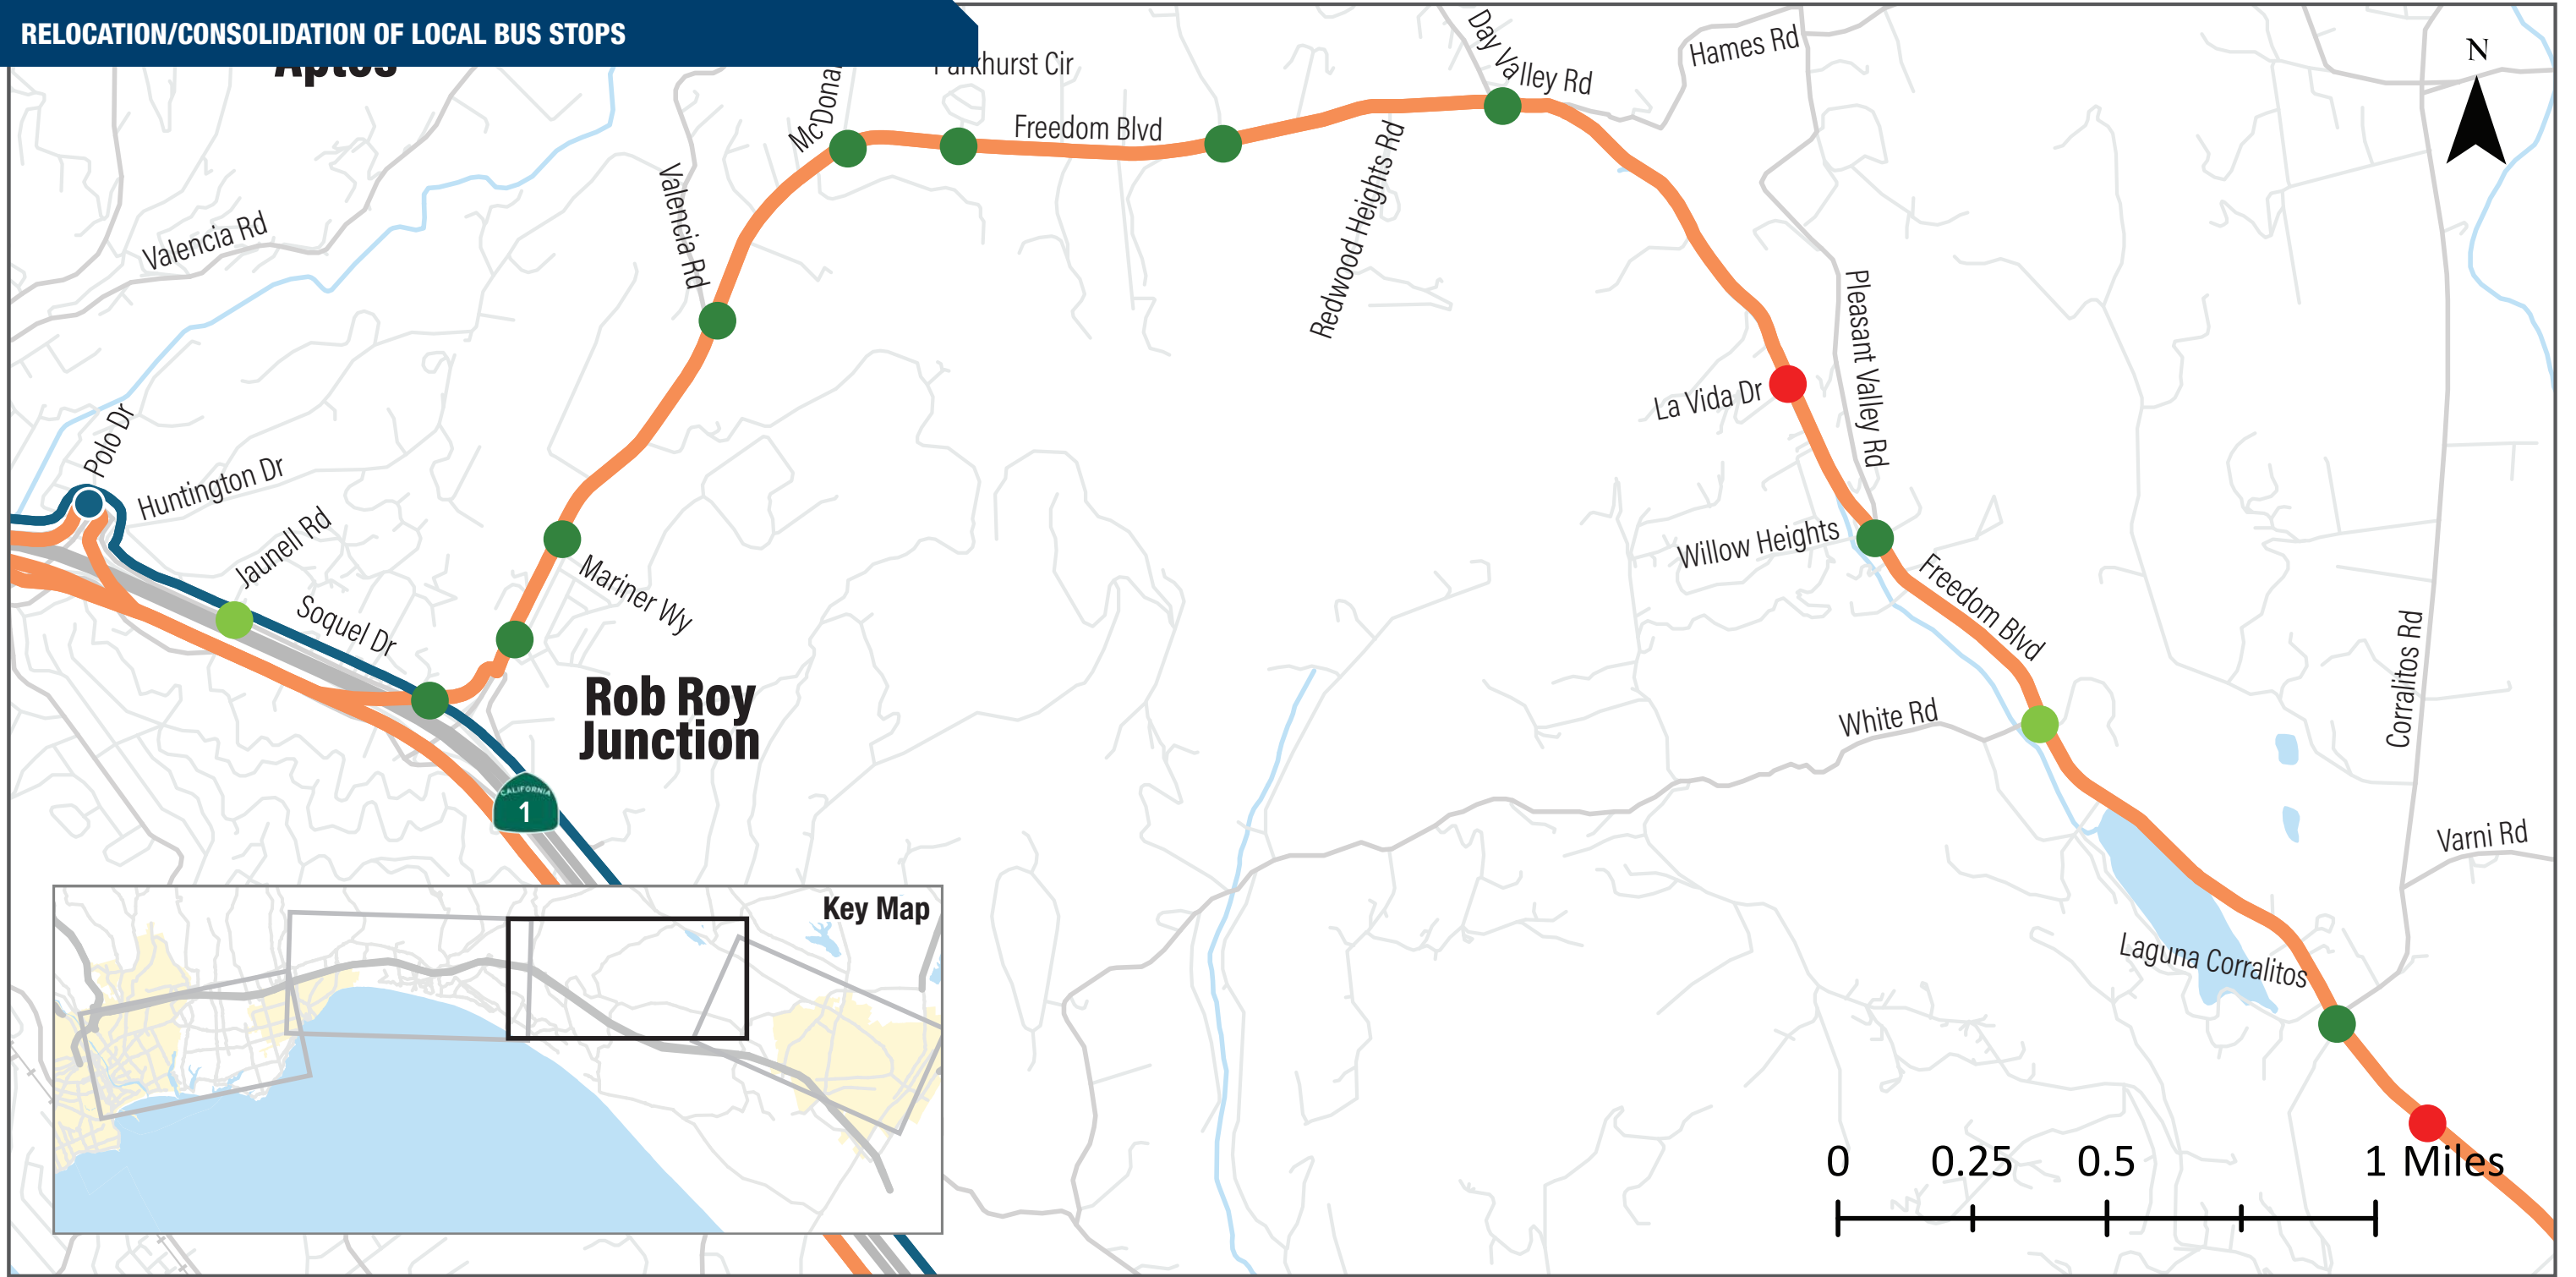 RELOCATION/CONSOLIDATION OF LOCAL BUS STOPS
Aptos
Parkhurst Cir
Day Valley Rd
Hames Rd
N
Freedom Blvd
Valencia Rd
Valencia Rd
Redwood Heights Rd
Pleasant Valley Rd
La Vida Dr
Polo Dr
Huntington Dr
Jaunell Rd
Soquel Dr
Mariner Wy
Willow Heights
Freedom Blvd
Corralitos Rd
Rob Roy
Junction
White Rd
CALIFORNIA
1
Varni Rd
Laguna Corralitos
Key Map
0 0.25 0.5 1 Miles